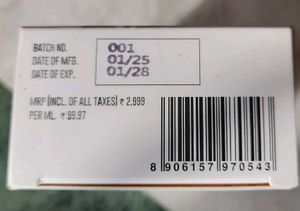 BATCH NO. 001
DATE OF MFG. 01/25
DATE OF EXP. 01/28
MRP (INCL. OF ALL TAXES) ₹ 2,999
PER ML. ₹ 99.97
8 906157 970543